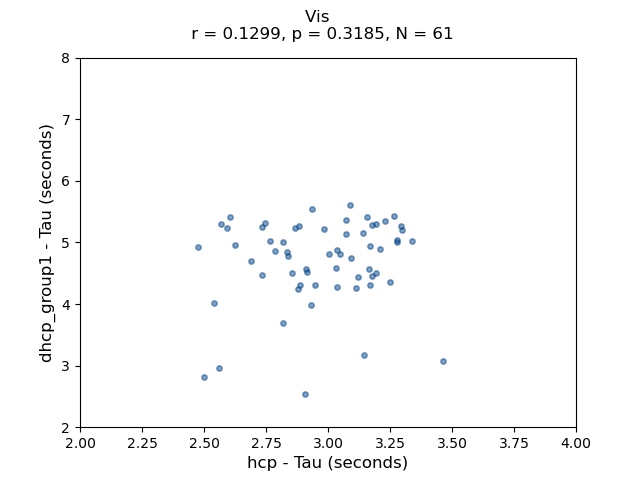 Vis
r = 0.1299, p = 0.3185, N = 61
8
7
6
5
4
3
2
dhcp_group1 - Tau (seconds)
2.00 2.25 2.50 2.75 3.00 3.25 3.50 3.75 4.00
hcp - Tau (seconds)